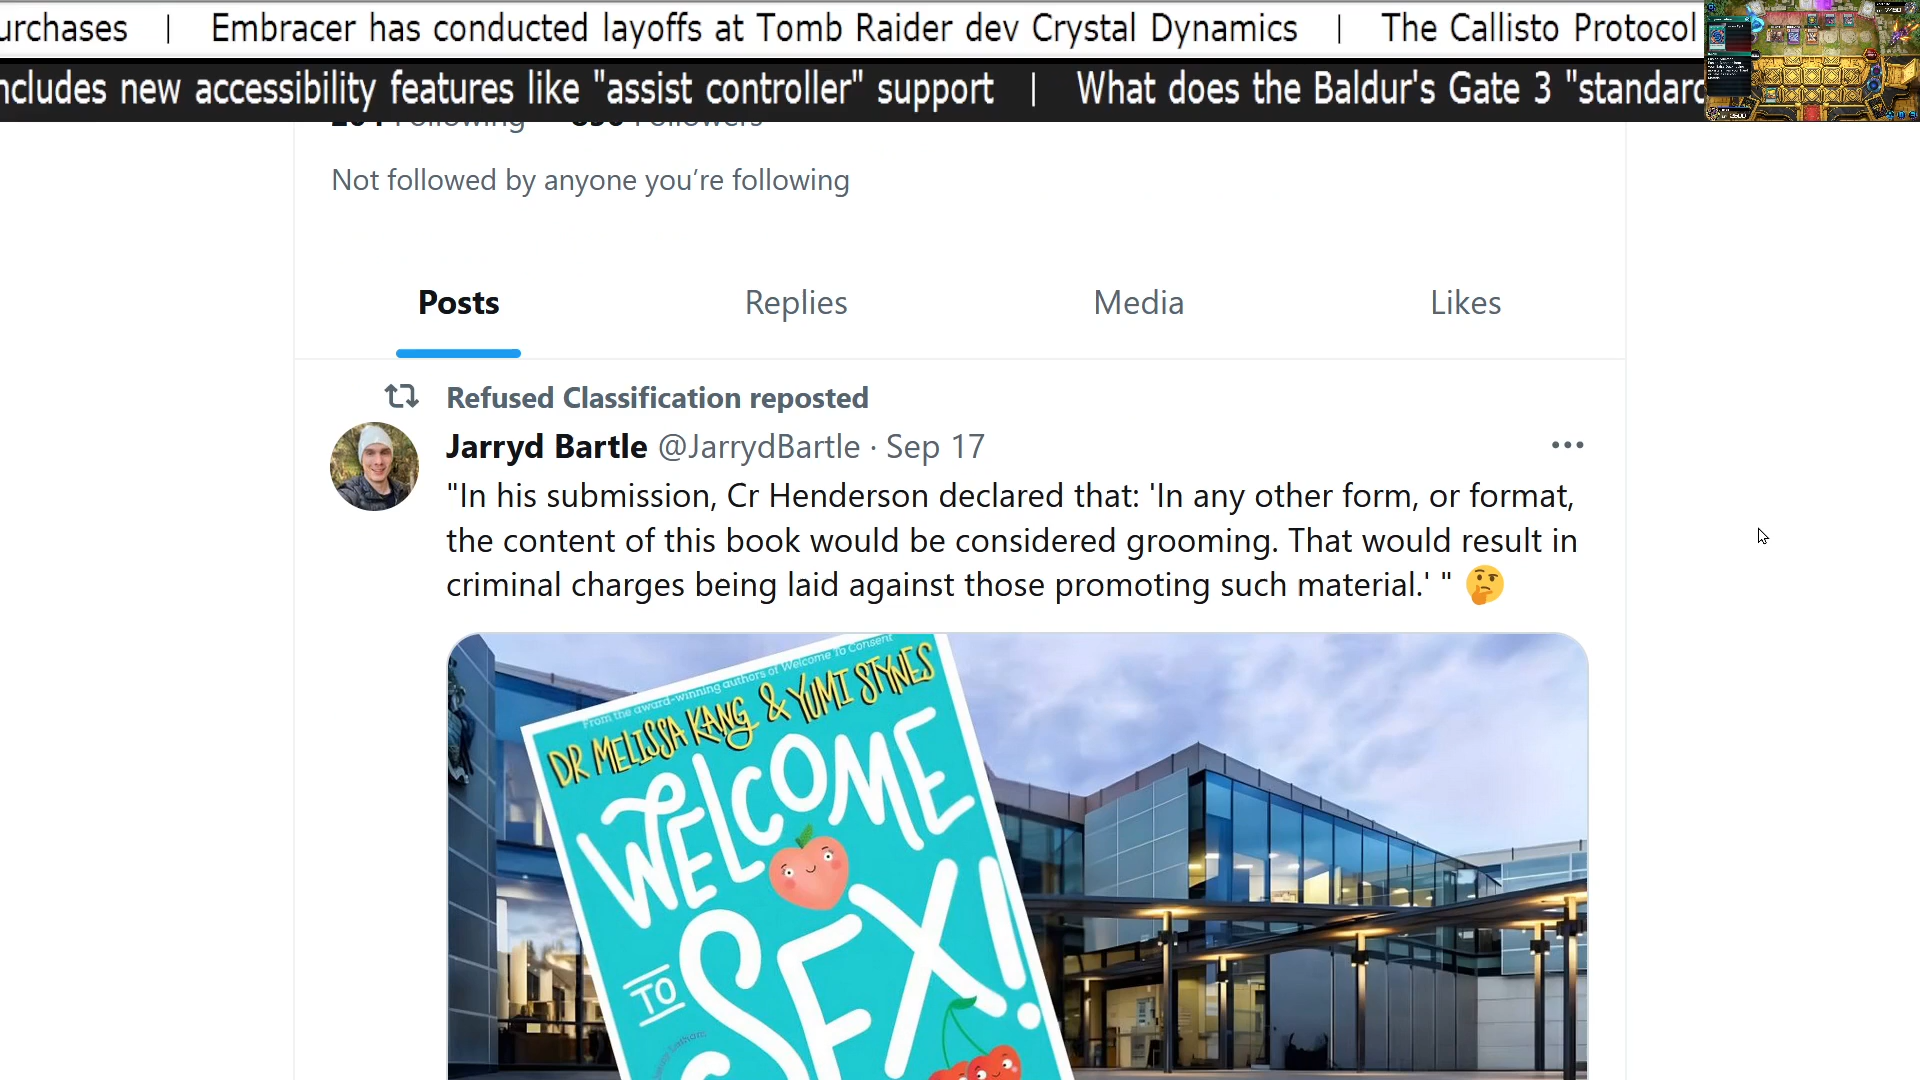 urchases | Embracer has conducted layoffs at Tomb Raider dev Crystal Dynamics | The Callisto Protocol
ncludes new accessibility features like "assist controller" support | What does the Baldur's Gate 3 "standard
Following Followers
Not followed by anyone you're following
Posts Replies Media Likes
Refused Classification reposted
Jarryd Bartle @JarrydBartle · Sep 17
"In his submission, Cr Henderson declared that: 'In any other form, or format,
the content of this book would be considered grooming. That would result in
criminal charges being laid against those promoting such material.' " 🤔
From the award-winning authors of Welcome To Consent
DR MELISSA KANG & YUMI STYNES
WELCOME
TO
SEX!